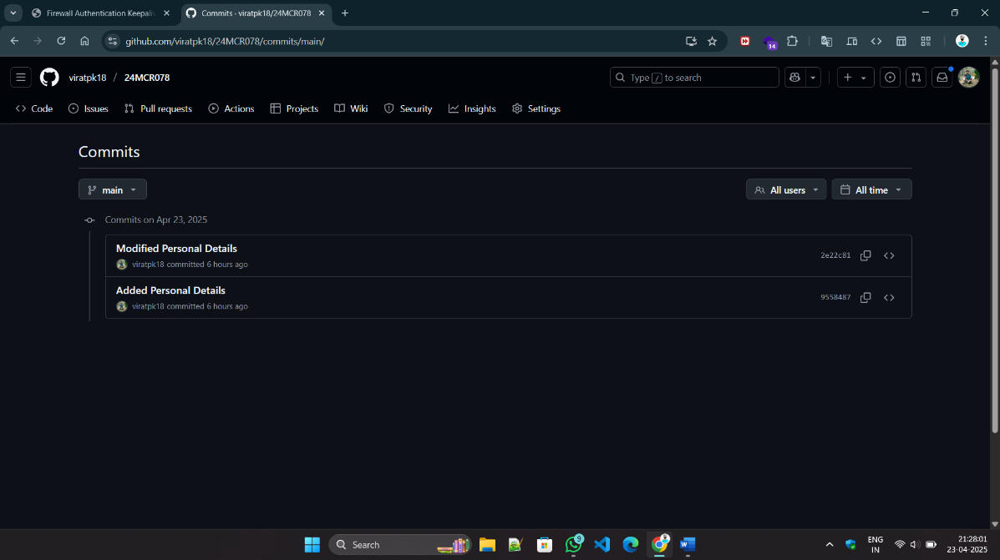 Firewall Authentication Keepaliv
Commits · viratpk18/24MCR078
github.com/viratpk18/24MCR078/commits/main/
14
viratpk18 / 24MCR078
Type / to search
Code Issues Pull requests Actions Projects Wiki Security Insights Settings
Commits
main
All users
All time
Commits on Apr 23, 2025
Modified Personal Details
viratpk18 committed 6 hours ago
2e22c81
Added Personal Details
viratpk18 committed 6 hours ago
9558487
Search
9
ENG
IN
21:28:01
23-04-2025